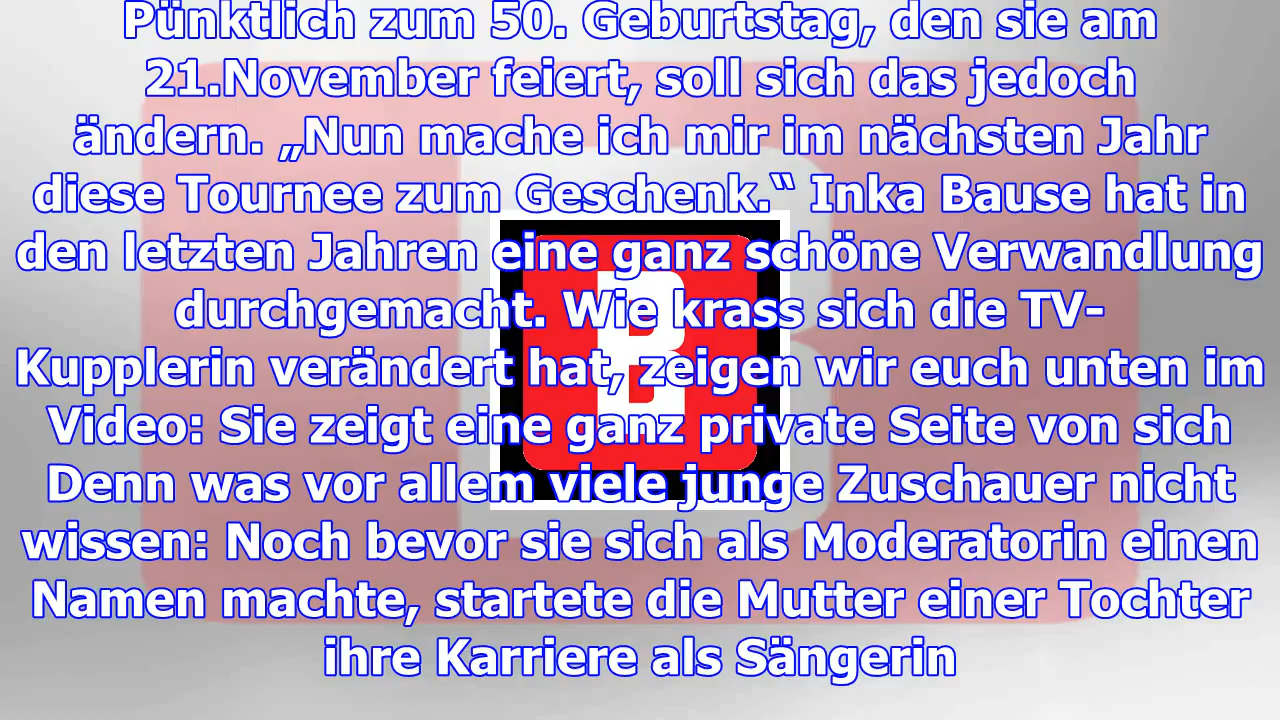 Pünktlich zum 50. Geburtstag, den sie am
21.November feiert, soll sich das jedoch
ändern. „Nun mache ich mir im nächsten Jahr
diese Tournee zum Geschenk.“ Inka Bause hat in
den letzten Jahren eine ganz schöne Verwandlung
durchgemacht. Wie krass sich die TV-
Kupplerin verändert hat, zeigen wir euch unten im
Video: Sie zeigt eine ganz private Seite von sich
Denn was vor allem viele junge Zuschauer nicht
wissen: Noch bevor sie sich als Moderatorin einen
Namen machte, startete die Mutter einer Tochter
ihre Karriere als Sängerin